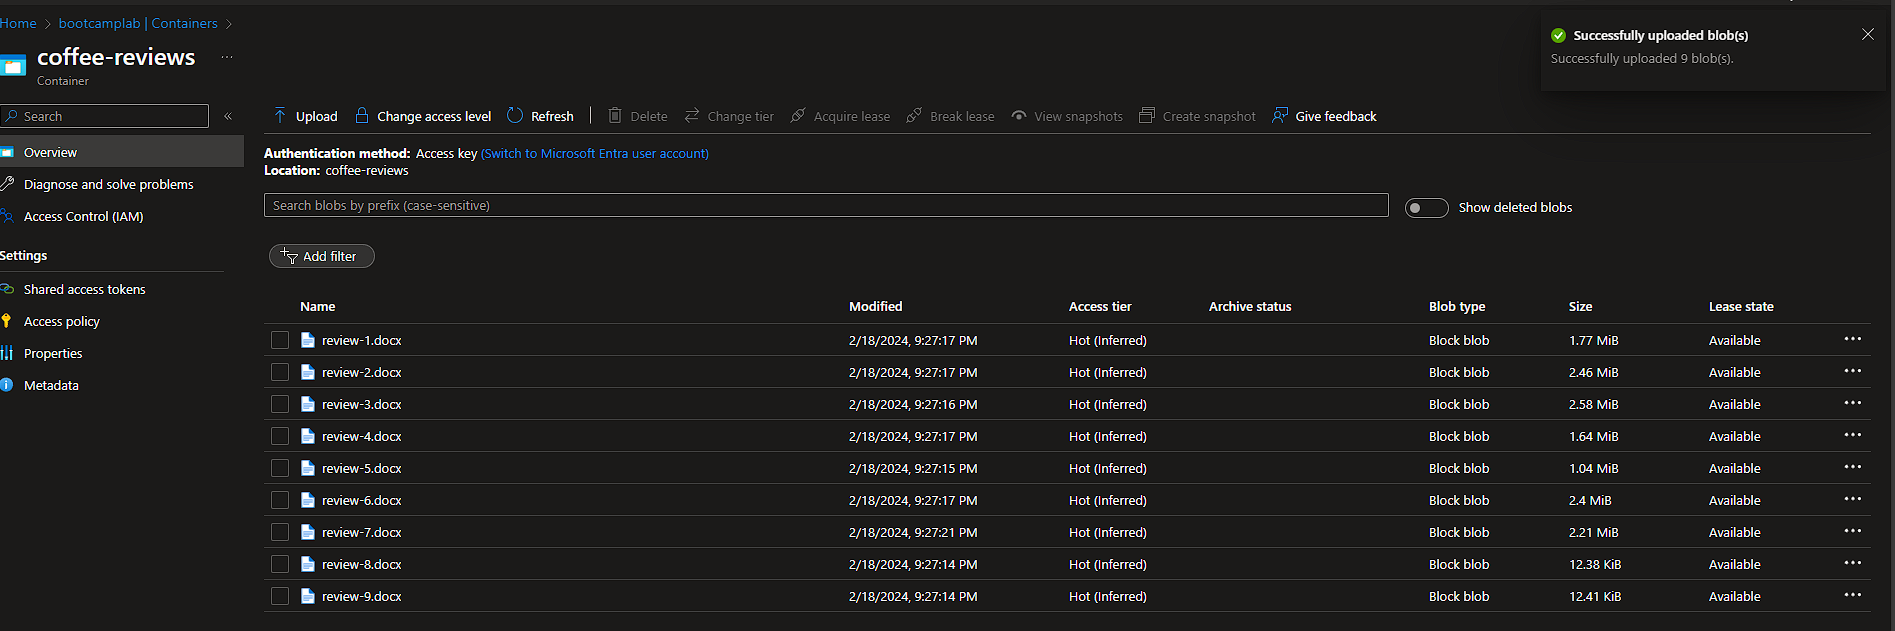 Home > bootcamplab | Containers >
coffee-reviews ...
Container
Successfully uploaded blob(s)
Successfully uploaded 9 blob(s).
Search «
Overview
Diagnose and solve problems
Access Control (IAM)
Settings
Shared access tokens
Access policy
Properties
Metadata
Upload Change access level Refresh | Delete Change tier Acquire lease Break lease View snapshots Create snapshot Give feedback
Authentication method: Access key (Switch to Microsoft Entra user account)
Location: coffee-reviews
Search blobs by prefix (case-sensitive) Show deleted blobs
Add filter
Name Modified Access tier Archive status Blob type Size Lease state
review-1.docx 2/18/2024, 9:27:17 PM Hot (Inferred) Block blob 1.77 MiB Available ...
review-2.docx 2/18/2024, 9:27:17 PM Hot (Inferred) Block blob 2.46 MiB Available ...
review-3.docx 2/18/2024, 9:27:16 PM Hot (Inferred) Block blob 2.58 MiB Available ...
review-4.docx 2/18/2024, 9:27:17 PM Hot (Inferred) Block blob 1.64 MiB Available ...
review-5.docx 2/18/2024, 9:27:15 PM Hot (Inferred) Block blob 1.04 MiB Available ...
review-6.docx 2/18/2024, 9:27:17 PM Hot (Inferred) Block blob 2.4 MiB Available ...
review-7.docx 2/18/2024, 9:27:21 PM Hot (Inferred) Block blob 2.21 MiB Available ...
review-8.docx 2/18/2024, 9:27:14 PM Hot (Inferred) Block blob 12.38 KiB Available ...
review-9.docx 2/18/2024, 9:27:14 PM Hot (Inferred) Block blob 12.41 KiB Available ...